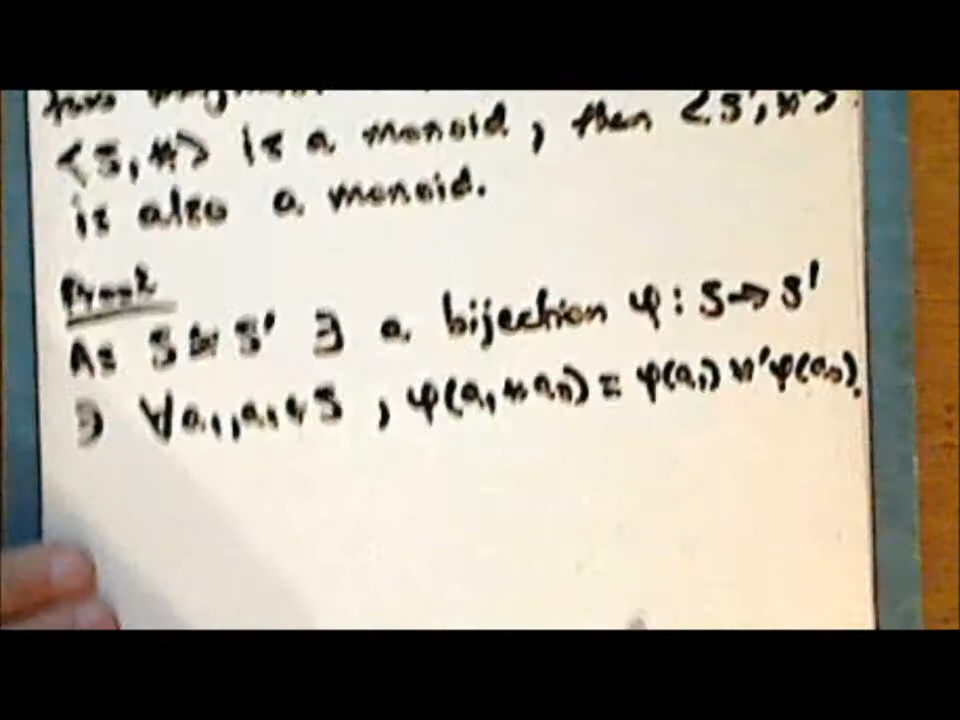 <S, *> is a monoid, then <S', *'>
is also a monoid.
Proof
As S ≅ S' ∃ a bijection φ : S → S'
∋ ∀ a₁, a₂ ∈ S, φ(a₁ * a₂) = φ(a₁) *' φ(a₂).